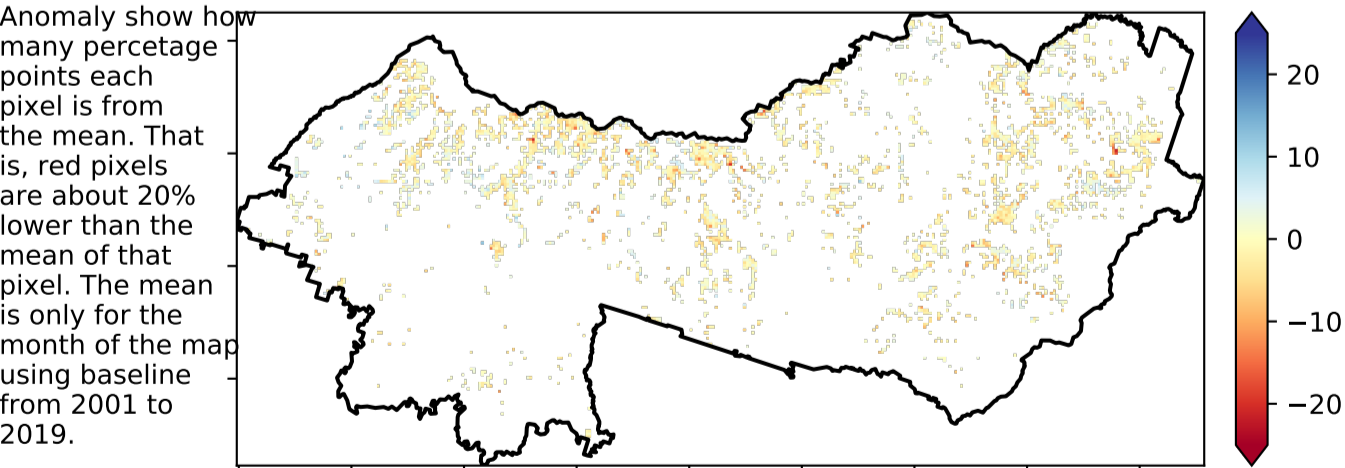 Anomaly show how
many percetage
points each
pixel is from
the mean. That
is, red pixels
are about 20%
lower than the
mean of that
pixel. The mean
is only for the
month of the map
using baseline
from 2001 to
2019.
20
10
0
−10
−20